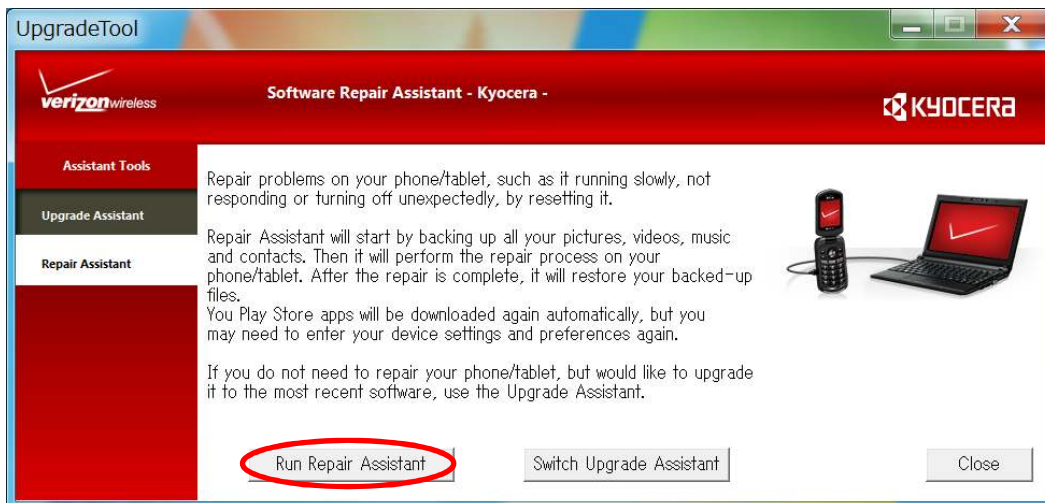 UpgradeTool
verizonwireless
Software Repair Assistant - Kyocera -
KYOCERA
Assistant Tools
Upgrade Assistant
Repair Assistant
Repair problems on your phone/tablet, such as it running slowly, not
responding or turning off unexpectedly, by resetting it.
Repair Assistant will start by backing up all your pictures, videos, music
and contacts. Then it will perform the repair process on your
phone/tablet. After the repair is complete, it will restore your backed-up
files.
You Play Store apps will be downloaded again automatically, but you
may need to enter your device settings and preferences again.
If you do not need to repair your phone/tablet, but would like to upgrade
it to the most recent software, use the Upgrade Assistant.
Run Repair Assistant
Switch Upgrade Assistant
Close